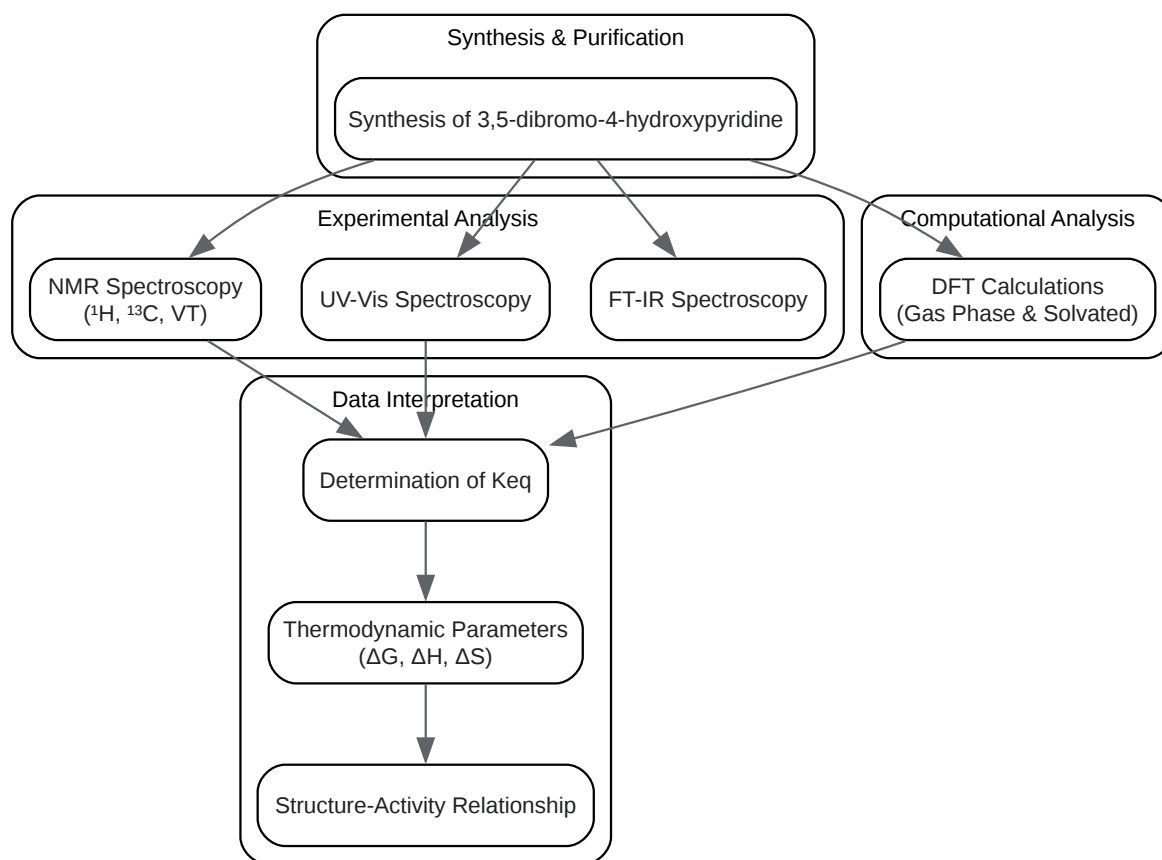 Synthesis & Purification
Synthesis of 3,5-dibromo-4-hydroxypyridine
Experimental Analysis
Computational Analysis
NMR Spectroscopy
(¹H, ¹³C, VT)
UV-Vis Spectroscopy
FT-IR Spectroscopy
DFT Calculations
(Gas Phase & Solvated)
Data Interpretation
Determination of Keq
Thermodynamic Parameters
(ΔG, ΔH, ΔS)
Structure-Activity Relationship